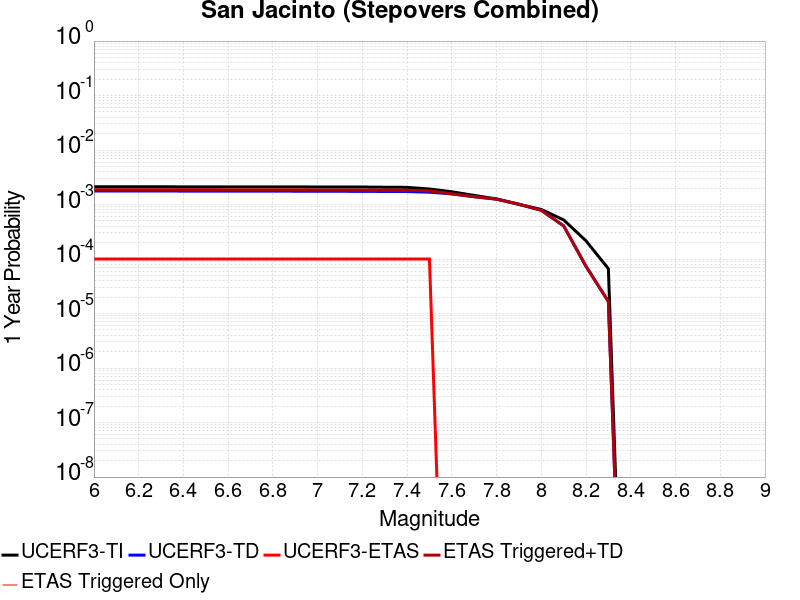 San Jacinto (Stepovers Combined)
10^0
10^-1
10^-2
10^-3
10^-4
10^-5
10^-6
10^-7
10^-8
1 Year Probability
6 6.2 6.4 6.6 6.8 7 7.2 7.4 7.6 7.8 8 8.2 8.4 8.6 8.8 9
Magnitude
UCERF3-TI UCERF3-TD UCERF3-ETAS ETAS Triggered+TD
ETAS Triggered Only